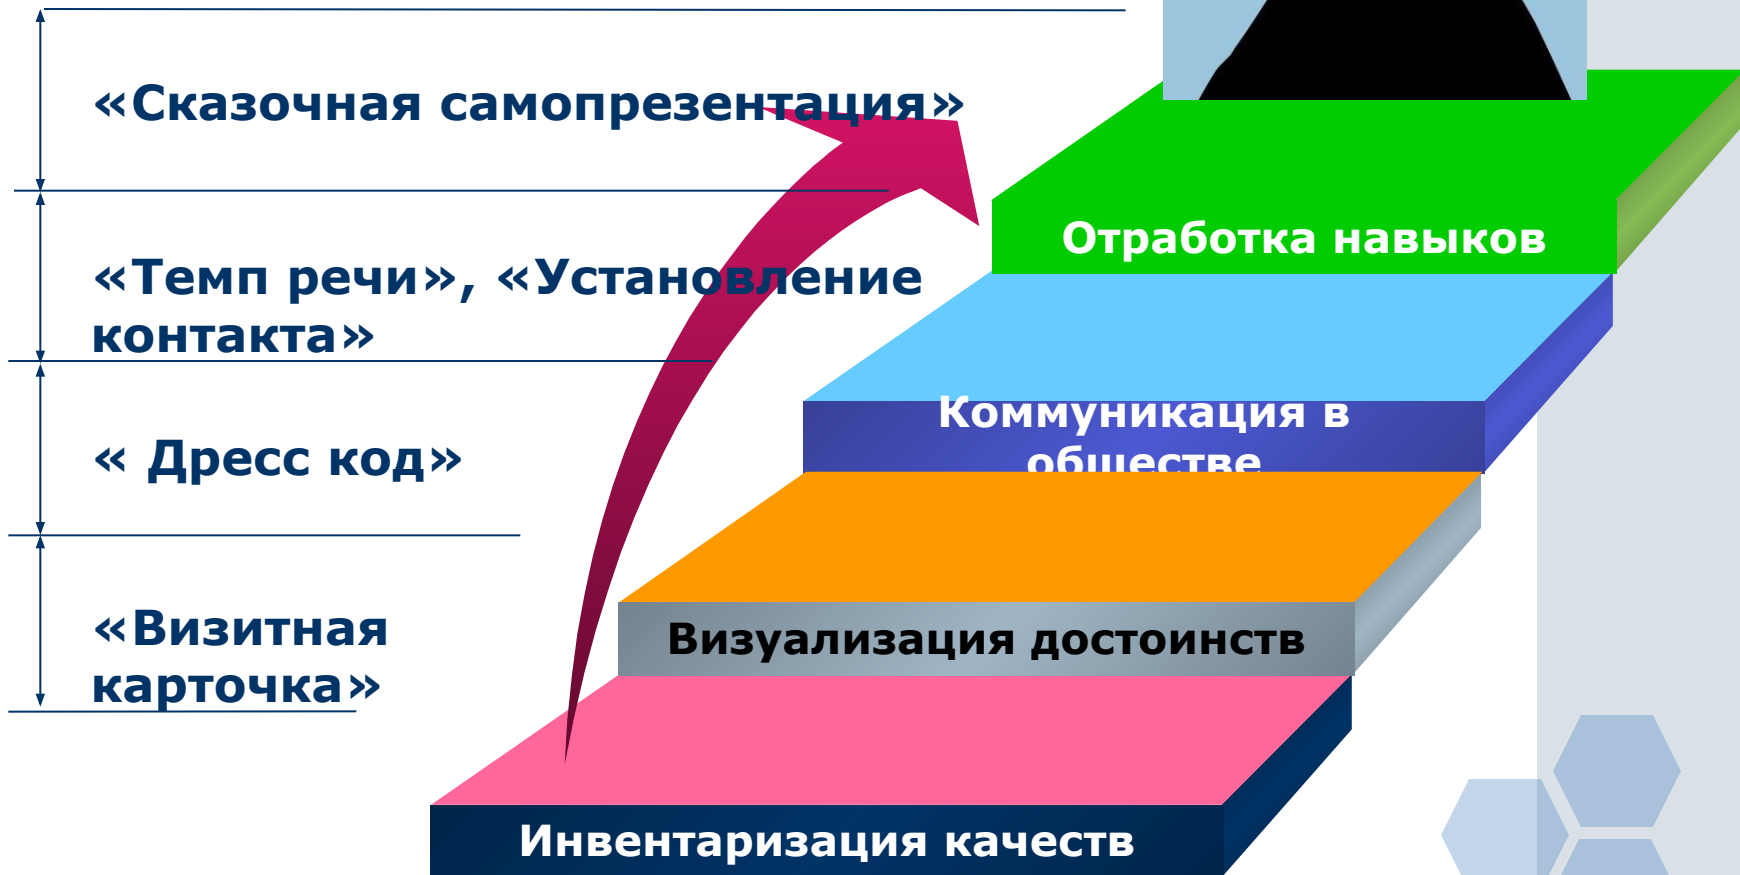 «Сказочная самопрезентация»
Отработка навыков
«Темп речи», «Установление
контакта»
Коммуникация в
обществе
« Дресс код»
Визуализация достоинств
«Визитная
карточка»
Инвентаризация качеств